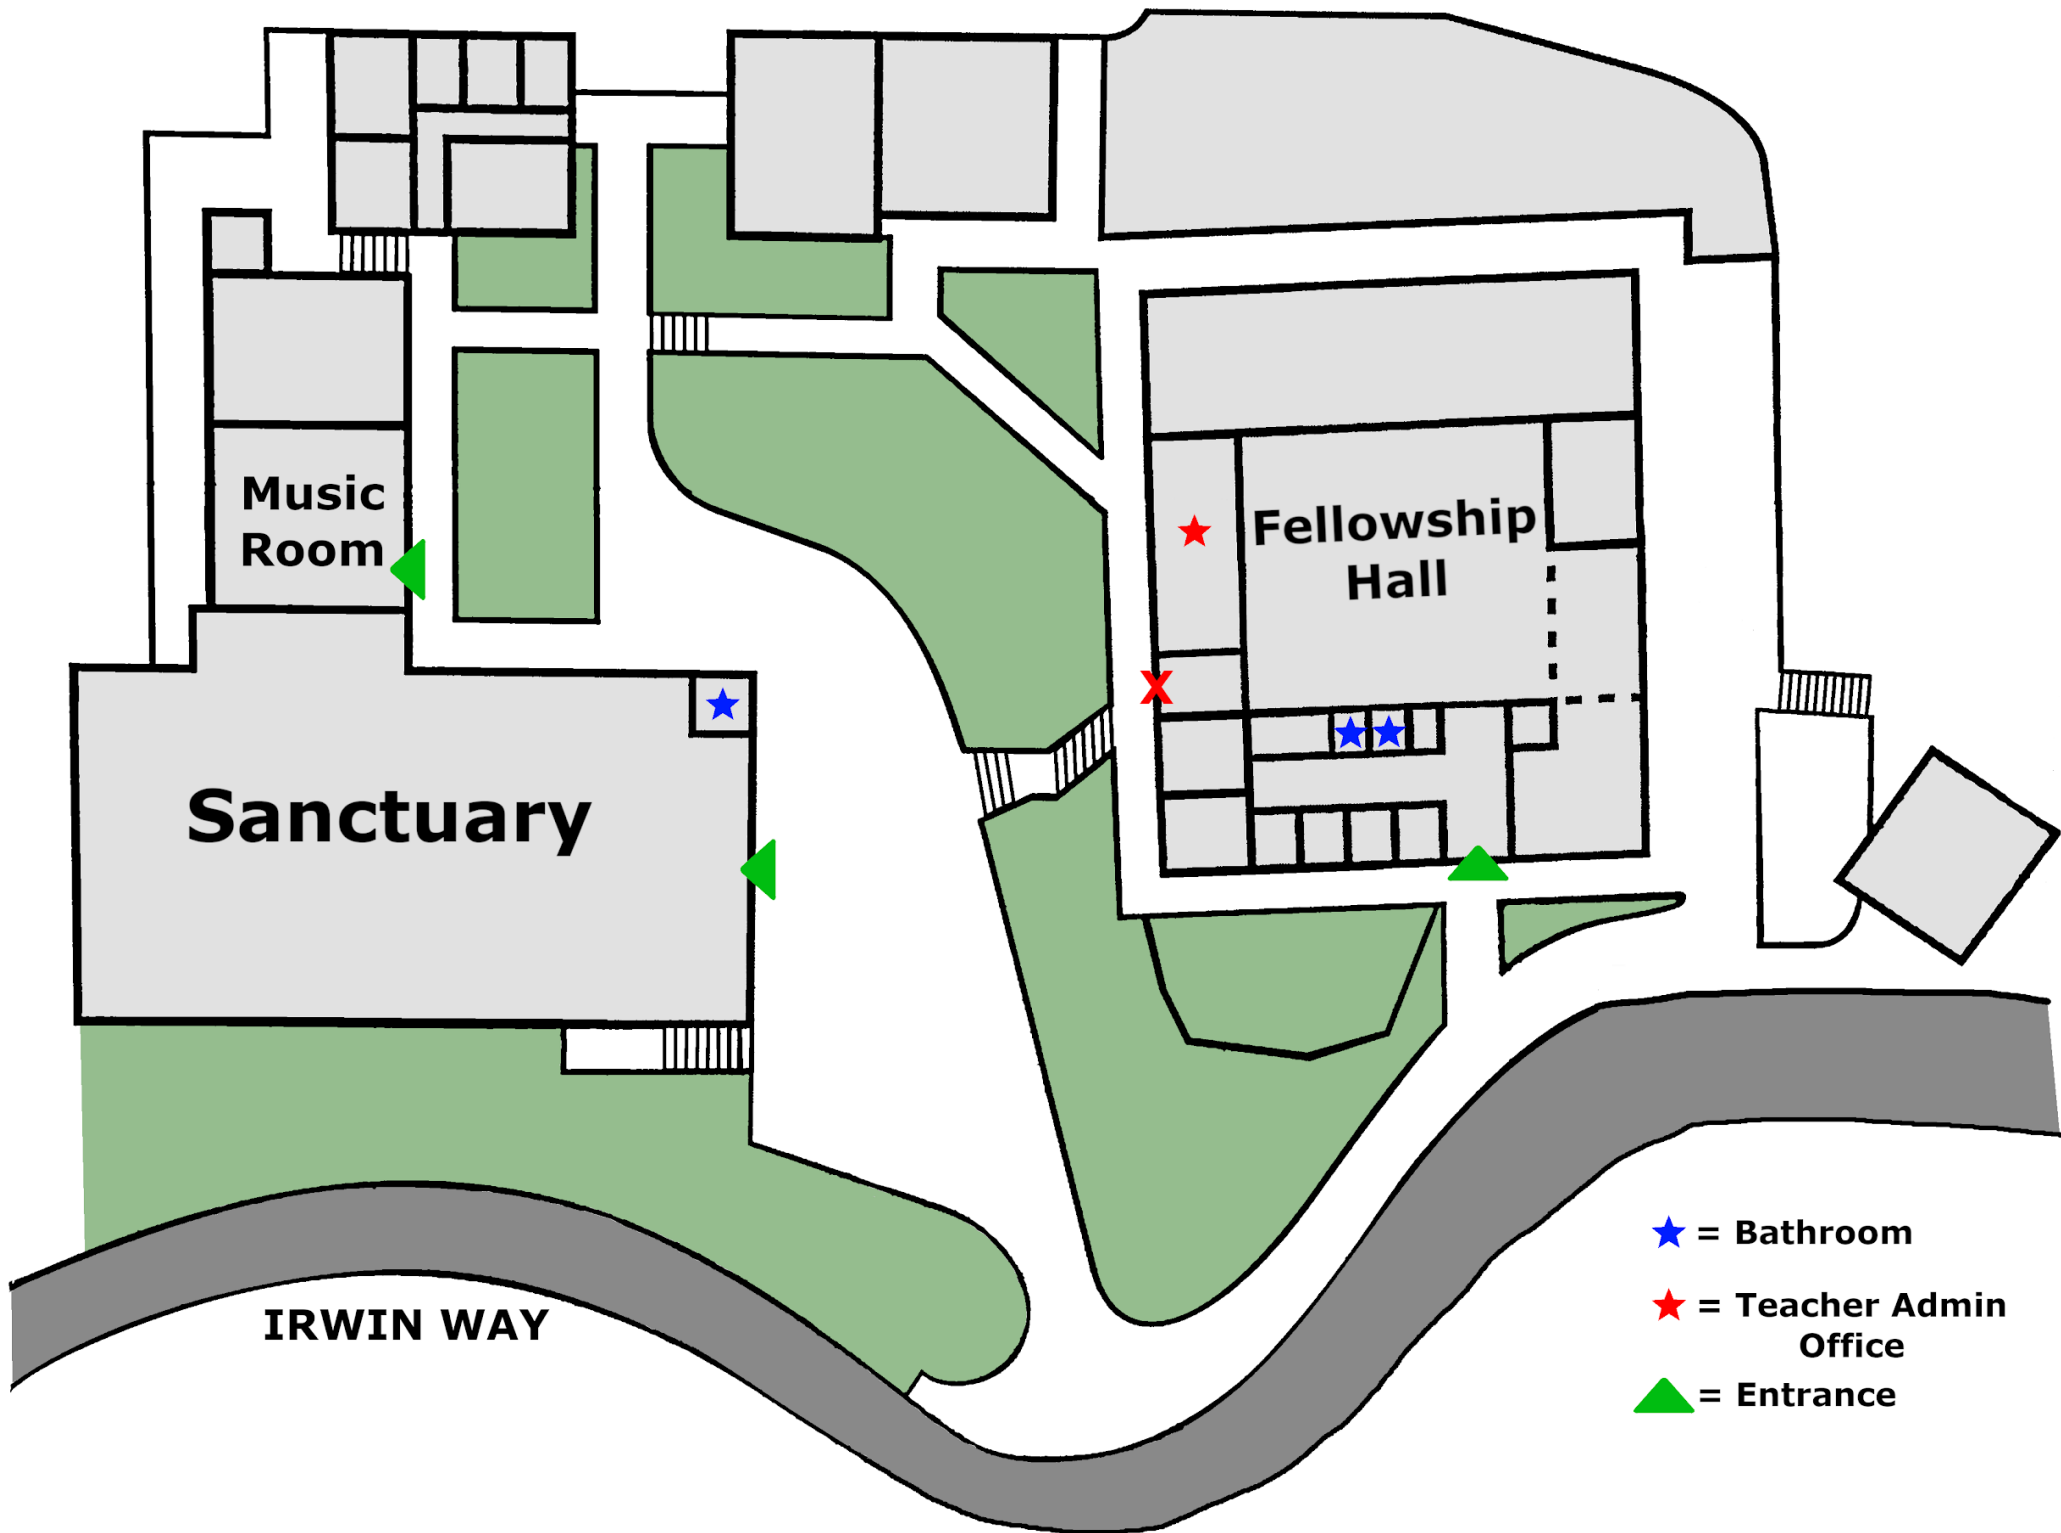 Music
Room
Fellowship
Hall
X
Sanctuary
IRWIN WAY
= Bathroom
= Teacher Admin
Office
= Entrance